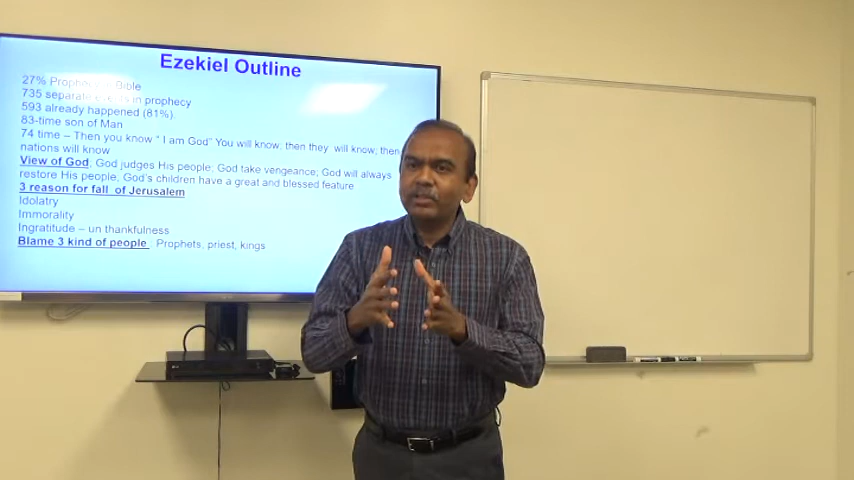 Ezekiel Outline
27% Prophecy – Bible
735 separate events in prophecy
593 already happened (81%).
83-time son of Man
74 time – Then you know “ I am God” You will know; then they will know; then
nations will know
View of God; God judges His people; God take vengeance; God will always
restore His people, God's children have a great and blessed feature
3 reason for fall of Jerusalem
Idolatry
Immorality
Ingratitude – un thankfulness
Blame 3 kind of people Prophets, priest, kings